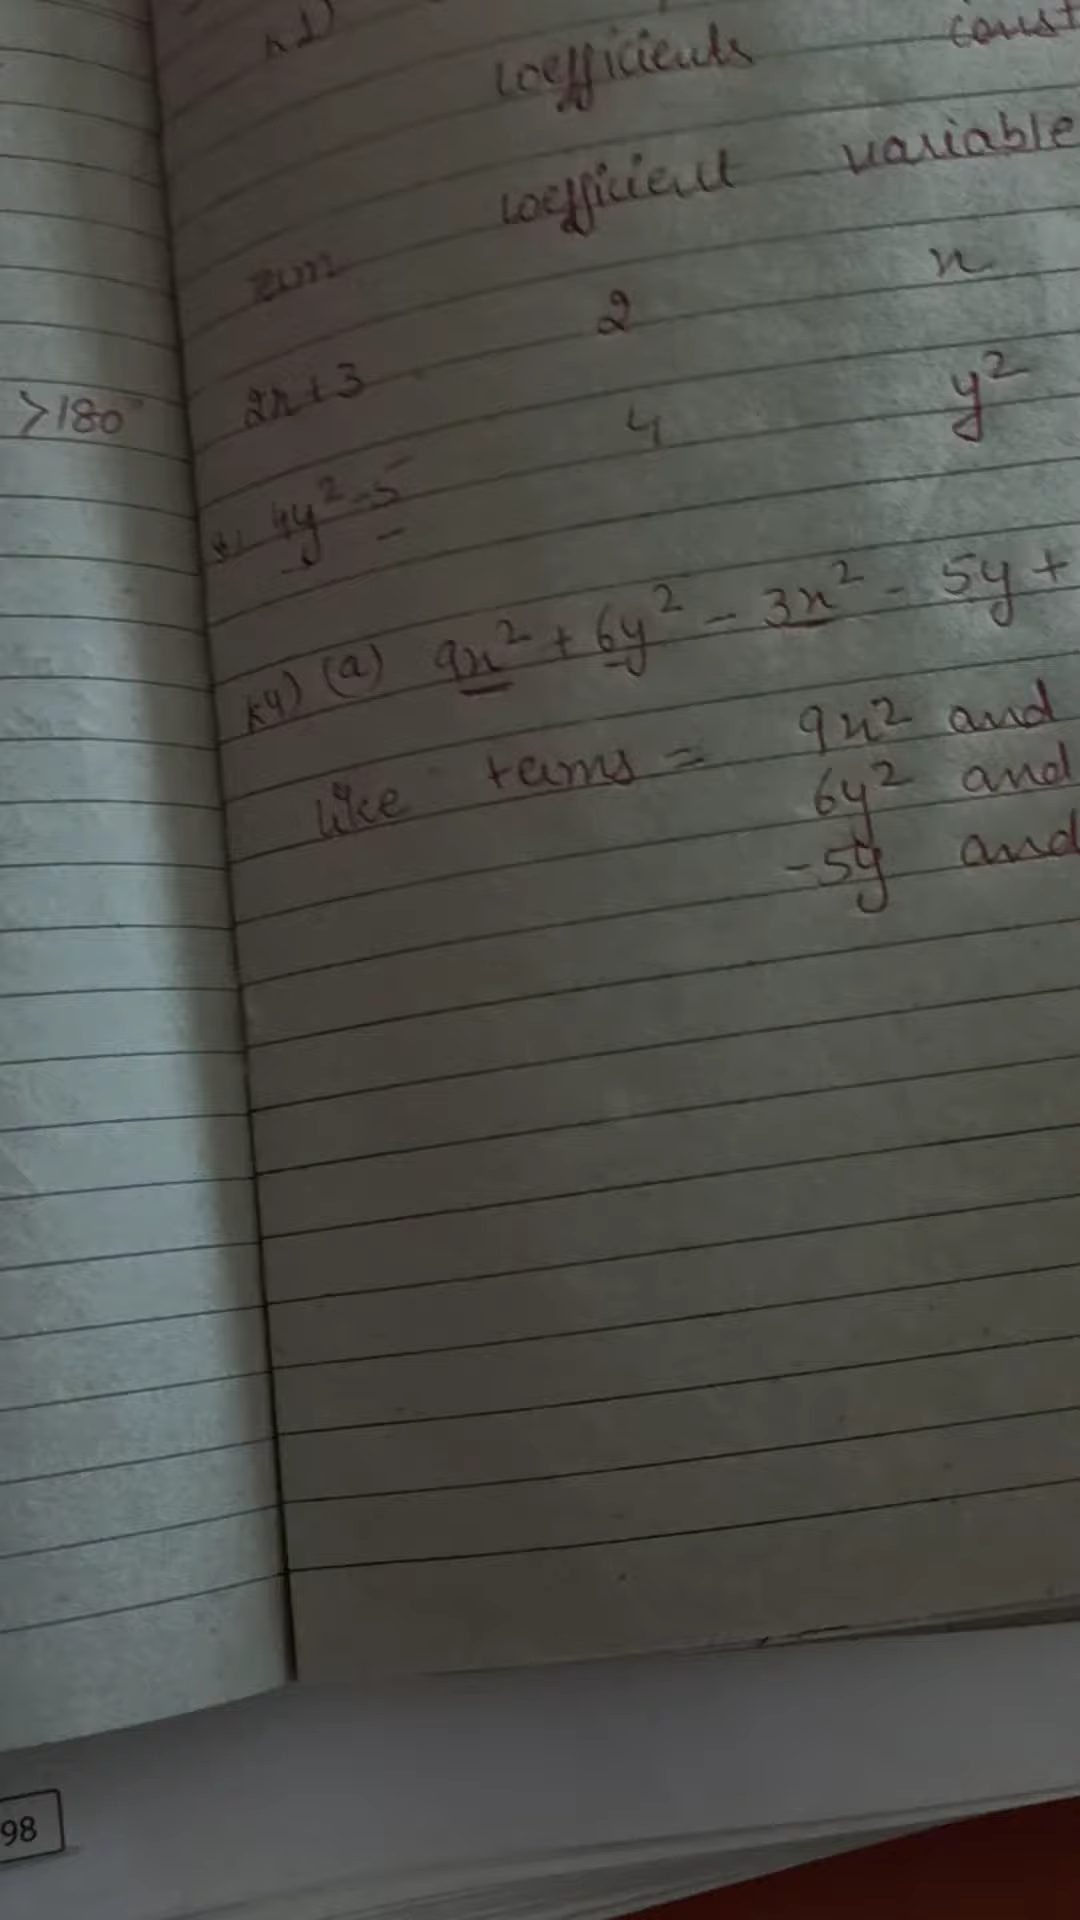 coefficients const
coefficient variable
2 x
2x+3
4 y²
>180°
4y²-5
k4) (a) 9x² + 6y² - 3x² - 5y +
like terms = 9x² and
6y² and
-5y and
98